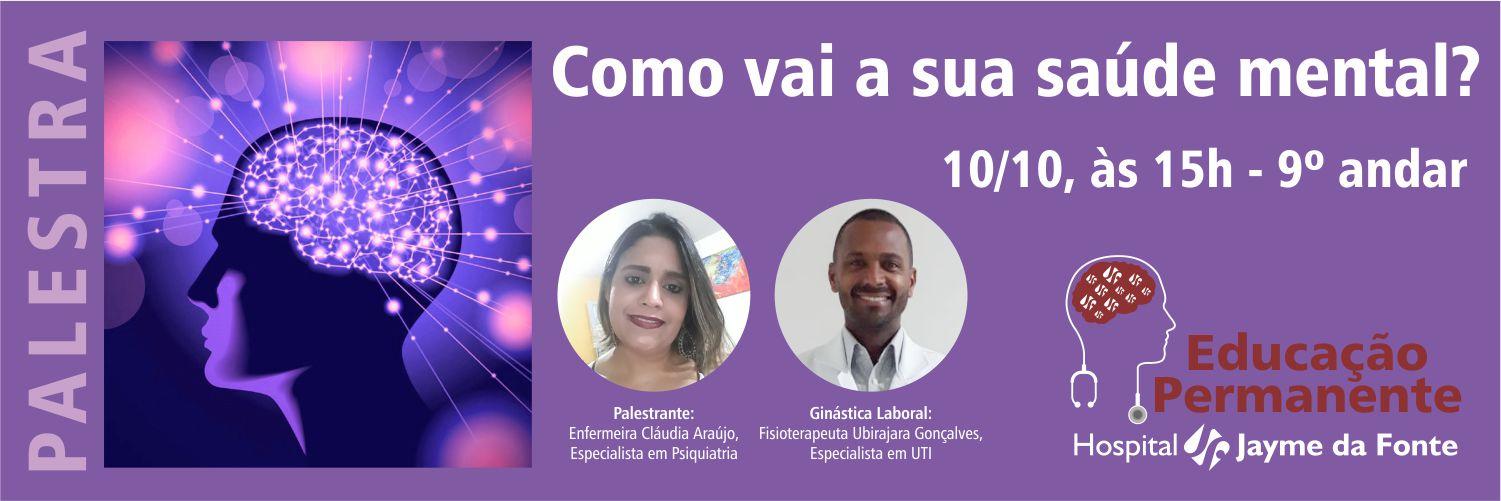 PALESTRA
Como vai a sua saúde mental?
10/10, às 15h - 9º andar
Palestrante:
Enfermeira Cláudia Araújo,
Especialista em Psiquiatria
Ginástica Laboral:
Fisioterapeuta Ubirajara Gonçalves,
Especialista em UTI
Educação
Permanente
Hospital Jayme da Fonte